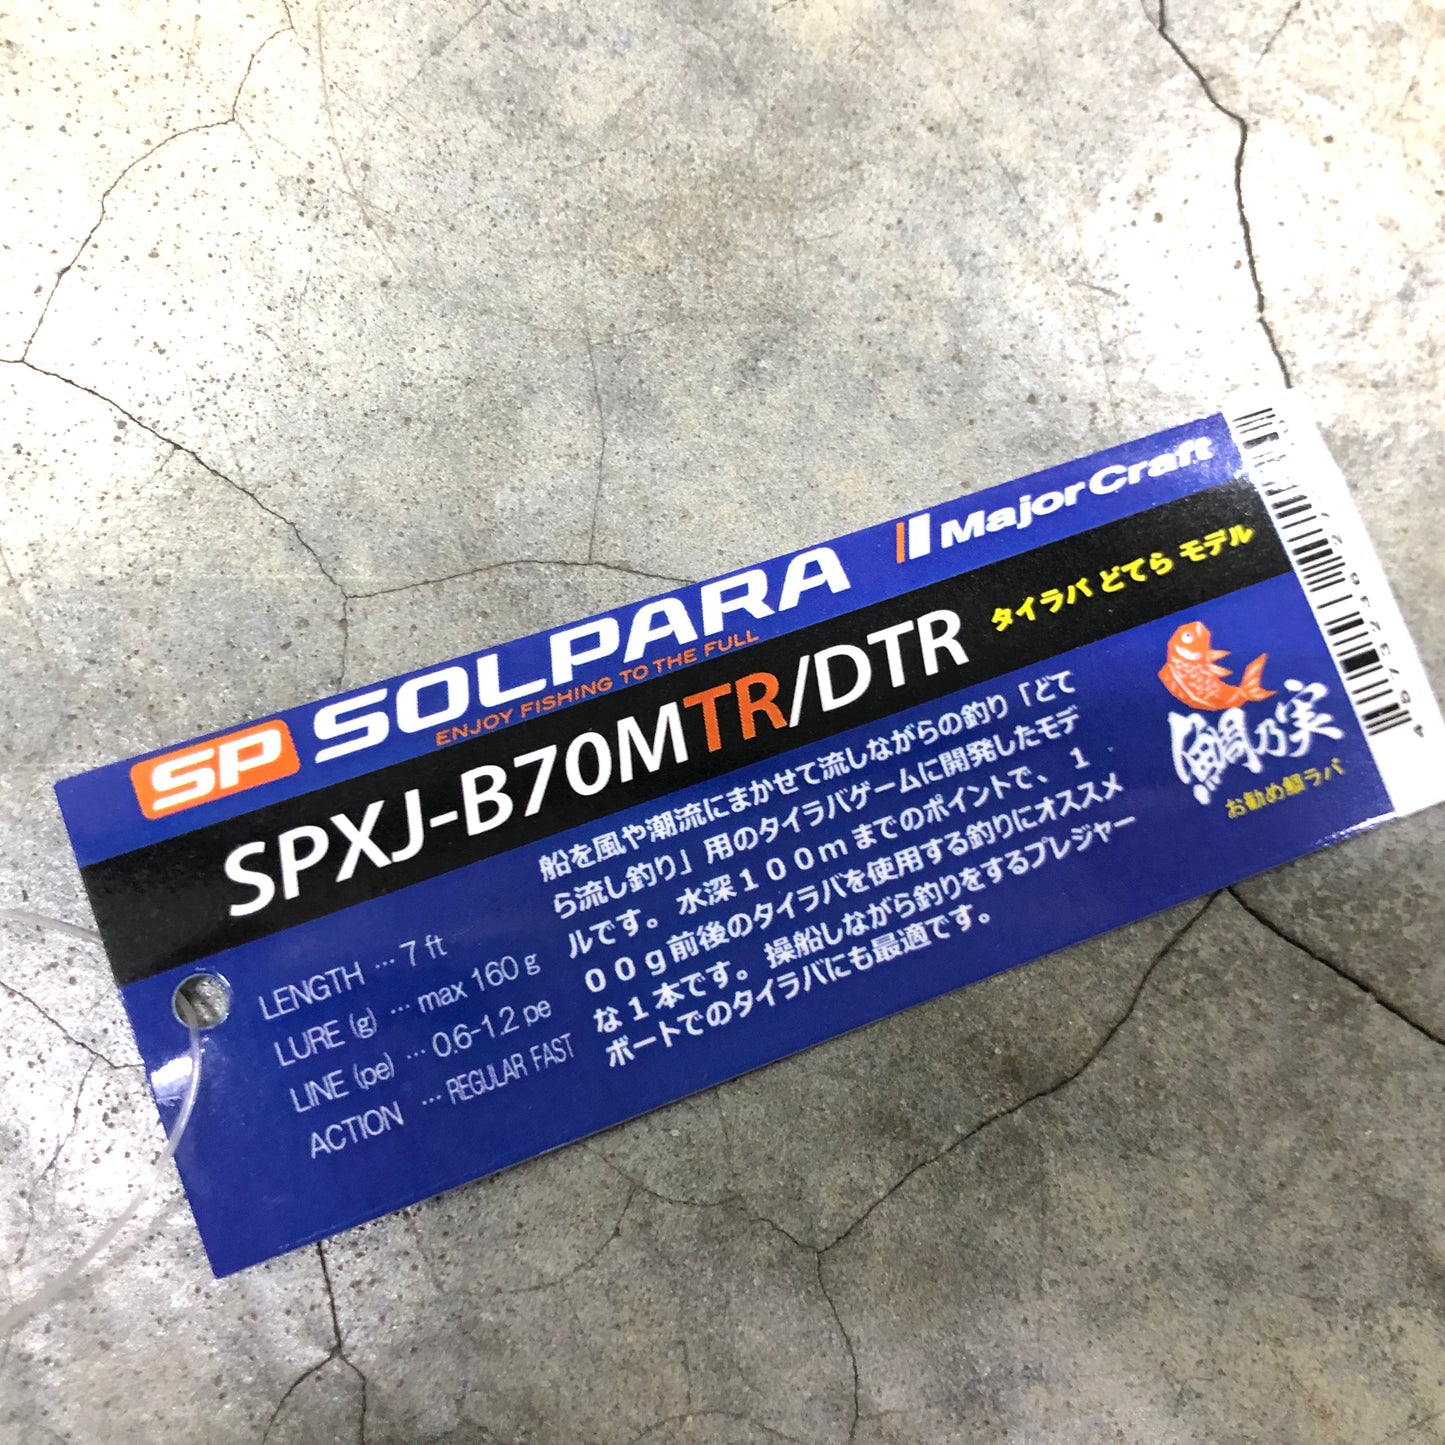 SP SOLPARA
ENJOY FISHING TO THE FULL
MajorCraft
SPXJ-B70MTR/DTR
タイラバ どてら モデル
LENGTH … 7 ft
LURE (g) … max 160 g
LINE (pe) … 0.6-1.2 pe
ACTION … REGULAR FAST
船を風や潮流にまかせて流しながらの釣り「どて
ら流し釣り」用のタイラバゲームに開発したモデ
ルです。水深100mまでのポイントで、1
00g前後のタイラバを使用する釣りにオススメ
な1本です。操船しながら釣りをするプレジャー
ボートでのタイラバにも最適です。
鯛乃実
お勧め鯛ラバ